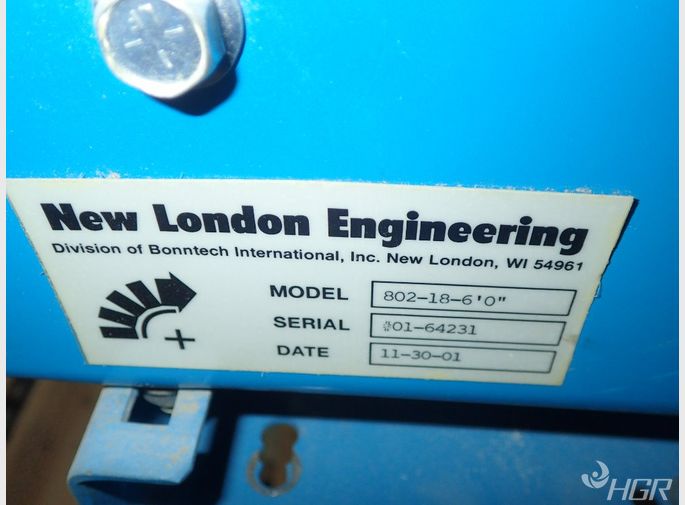 New London Engineering
Division of Bonntech International, Inc. New London, WI 54961
MODEL 802-18-6'0"
SERIAL #01-64231
DATE 11-30-01
HGR